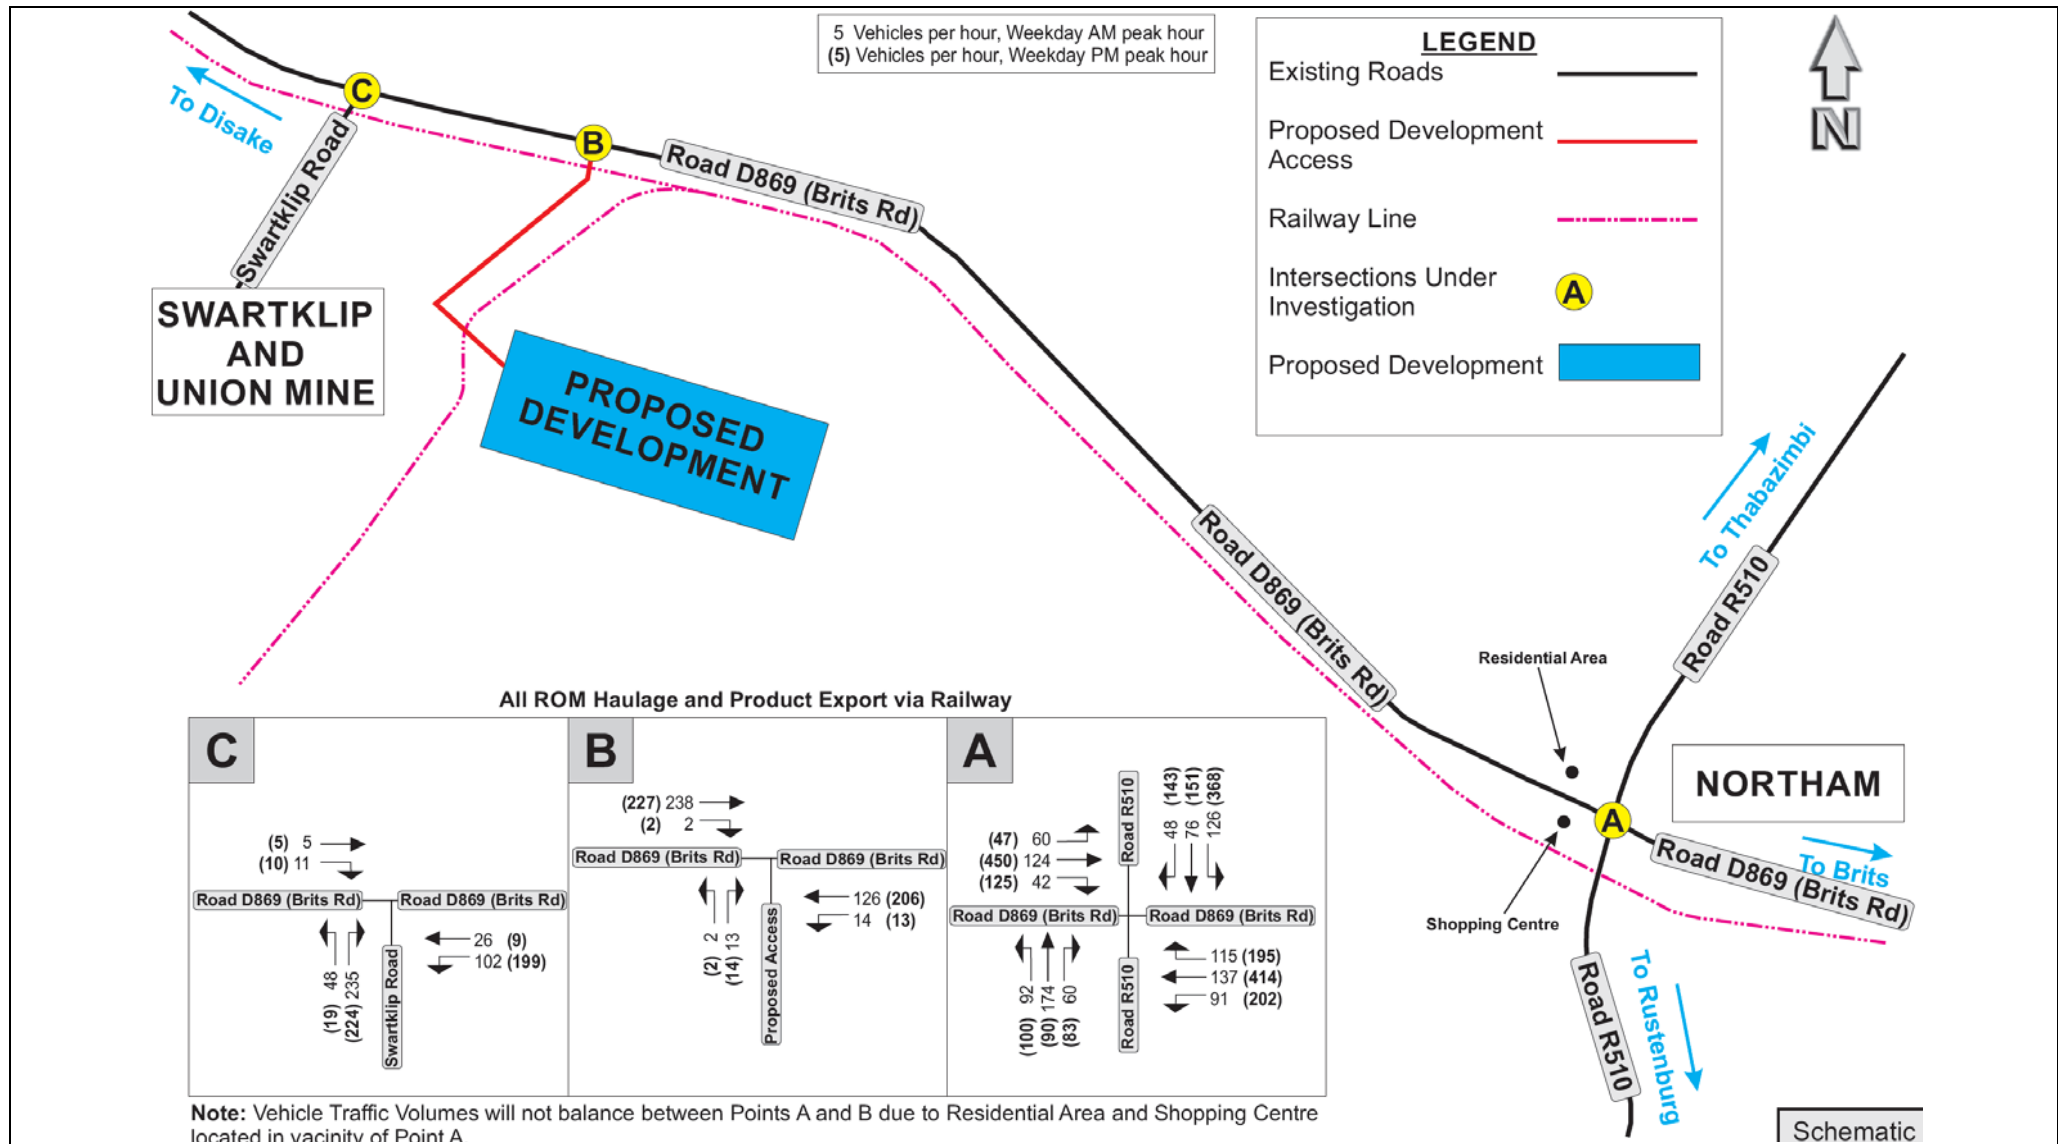 5 Vehicles per hour, Weekday AM peak hour
(5) Vehicles per hour, Weekday PM peak hour
LEGEND
Existing Roads
Proposed Development
Access
Railway Line
Intersections Under
Investigation
A
Proposed Development
N
C
B
To Disake
Swartklip Road
Road D869 (Brits Rd)
SWARTKLIP
AND
UNION MINE
PROPOSED
DEVELOPMENT
Road D869 (Brits Rd)
To Thabazimbi
Road R510
Residential Area
NORTHAM
A
Shopping Centre
Road D869 (Brits Rd)
To Brits
Road R510
To Rustenburg
All ROM Haulage and Product Export via Railway
C
(5) 5
(10) 11
Road D869 (Brits Rd)
Road D869 (Brits Rd)
26 (9)
102 (199)
(19) 48
(224) 235
Swartklip Road
B
(227) 238
(2) 2
Road D869 (Brits Rd)
Road D869 (Brits Rd)
126 (206)
14 (13)
(2) 2
(14) 13
Proposed Access
A
(47) 60
(450) 124
(125) 42
Road R510
48 (143)
76 (151)
126 (368)
Road D869 (Brits Rd)
Road D869 (Brits Rd)
115 (195)
137 (414)
91 (202)
(100) 92
(90) 174
(83) 60
Road R510
Note: Vehicle Traffic Volumes will not balance between Points A and B due to Residential Area and Shopping Centre
located in vacinity of Point A
Schematic